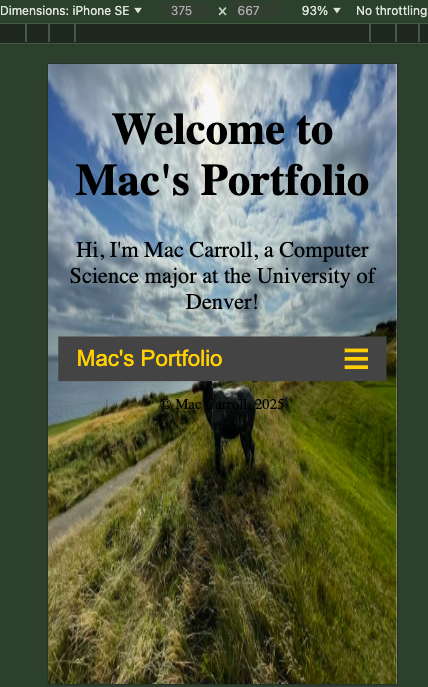 Dimensions: iPhone SE ▼ 375 × 667 93% ▼ No throttling
Welcome to
Mac's Portfolio
Hi, I'm Mac Carroll, a Computer
Science major at the University of
Denver!
Mac's Portfolio ☰
© Mac Carroll 2025